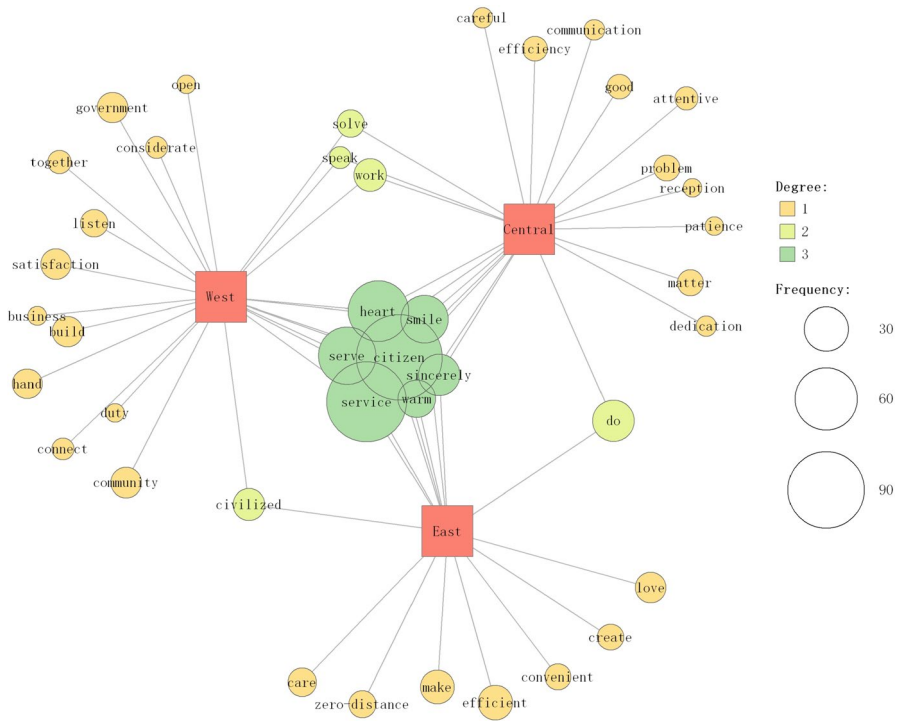 careful
communication
efficiency
open
good
attentive
government
solve
considerate
speak
together
work
problem
reception
listen
patience
Central
satisfaction
matter
West
heart
smile
business
build
dedication
serve
citizen
sincerely
hand
service
warm
duty
do
connect
community
civilized
East
love
create
care
convenient
make
zero-distance
efficient
Degree:
1
2
3
Frequency:
30
60
90